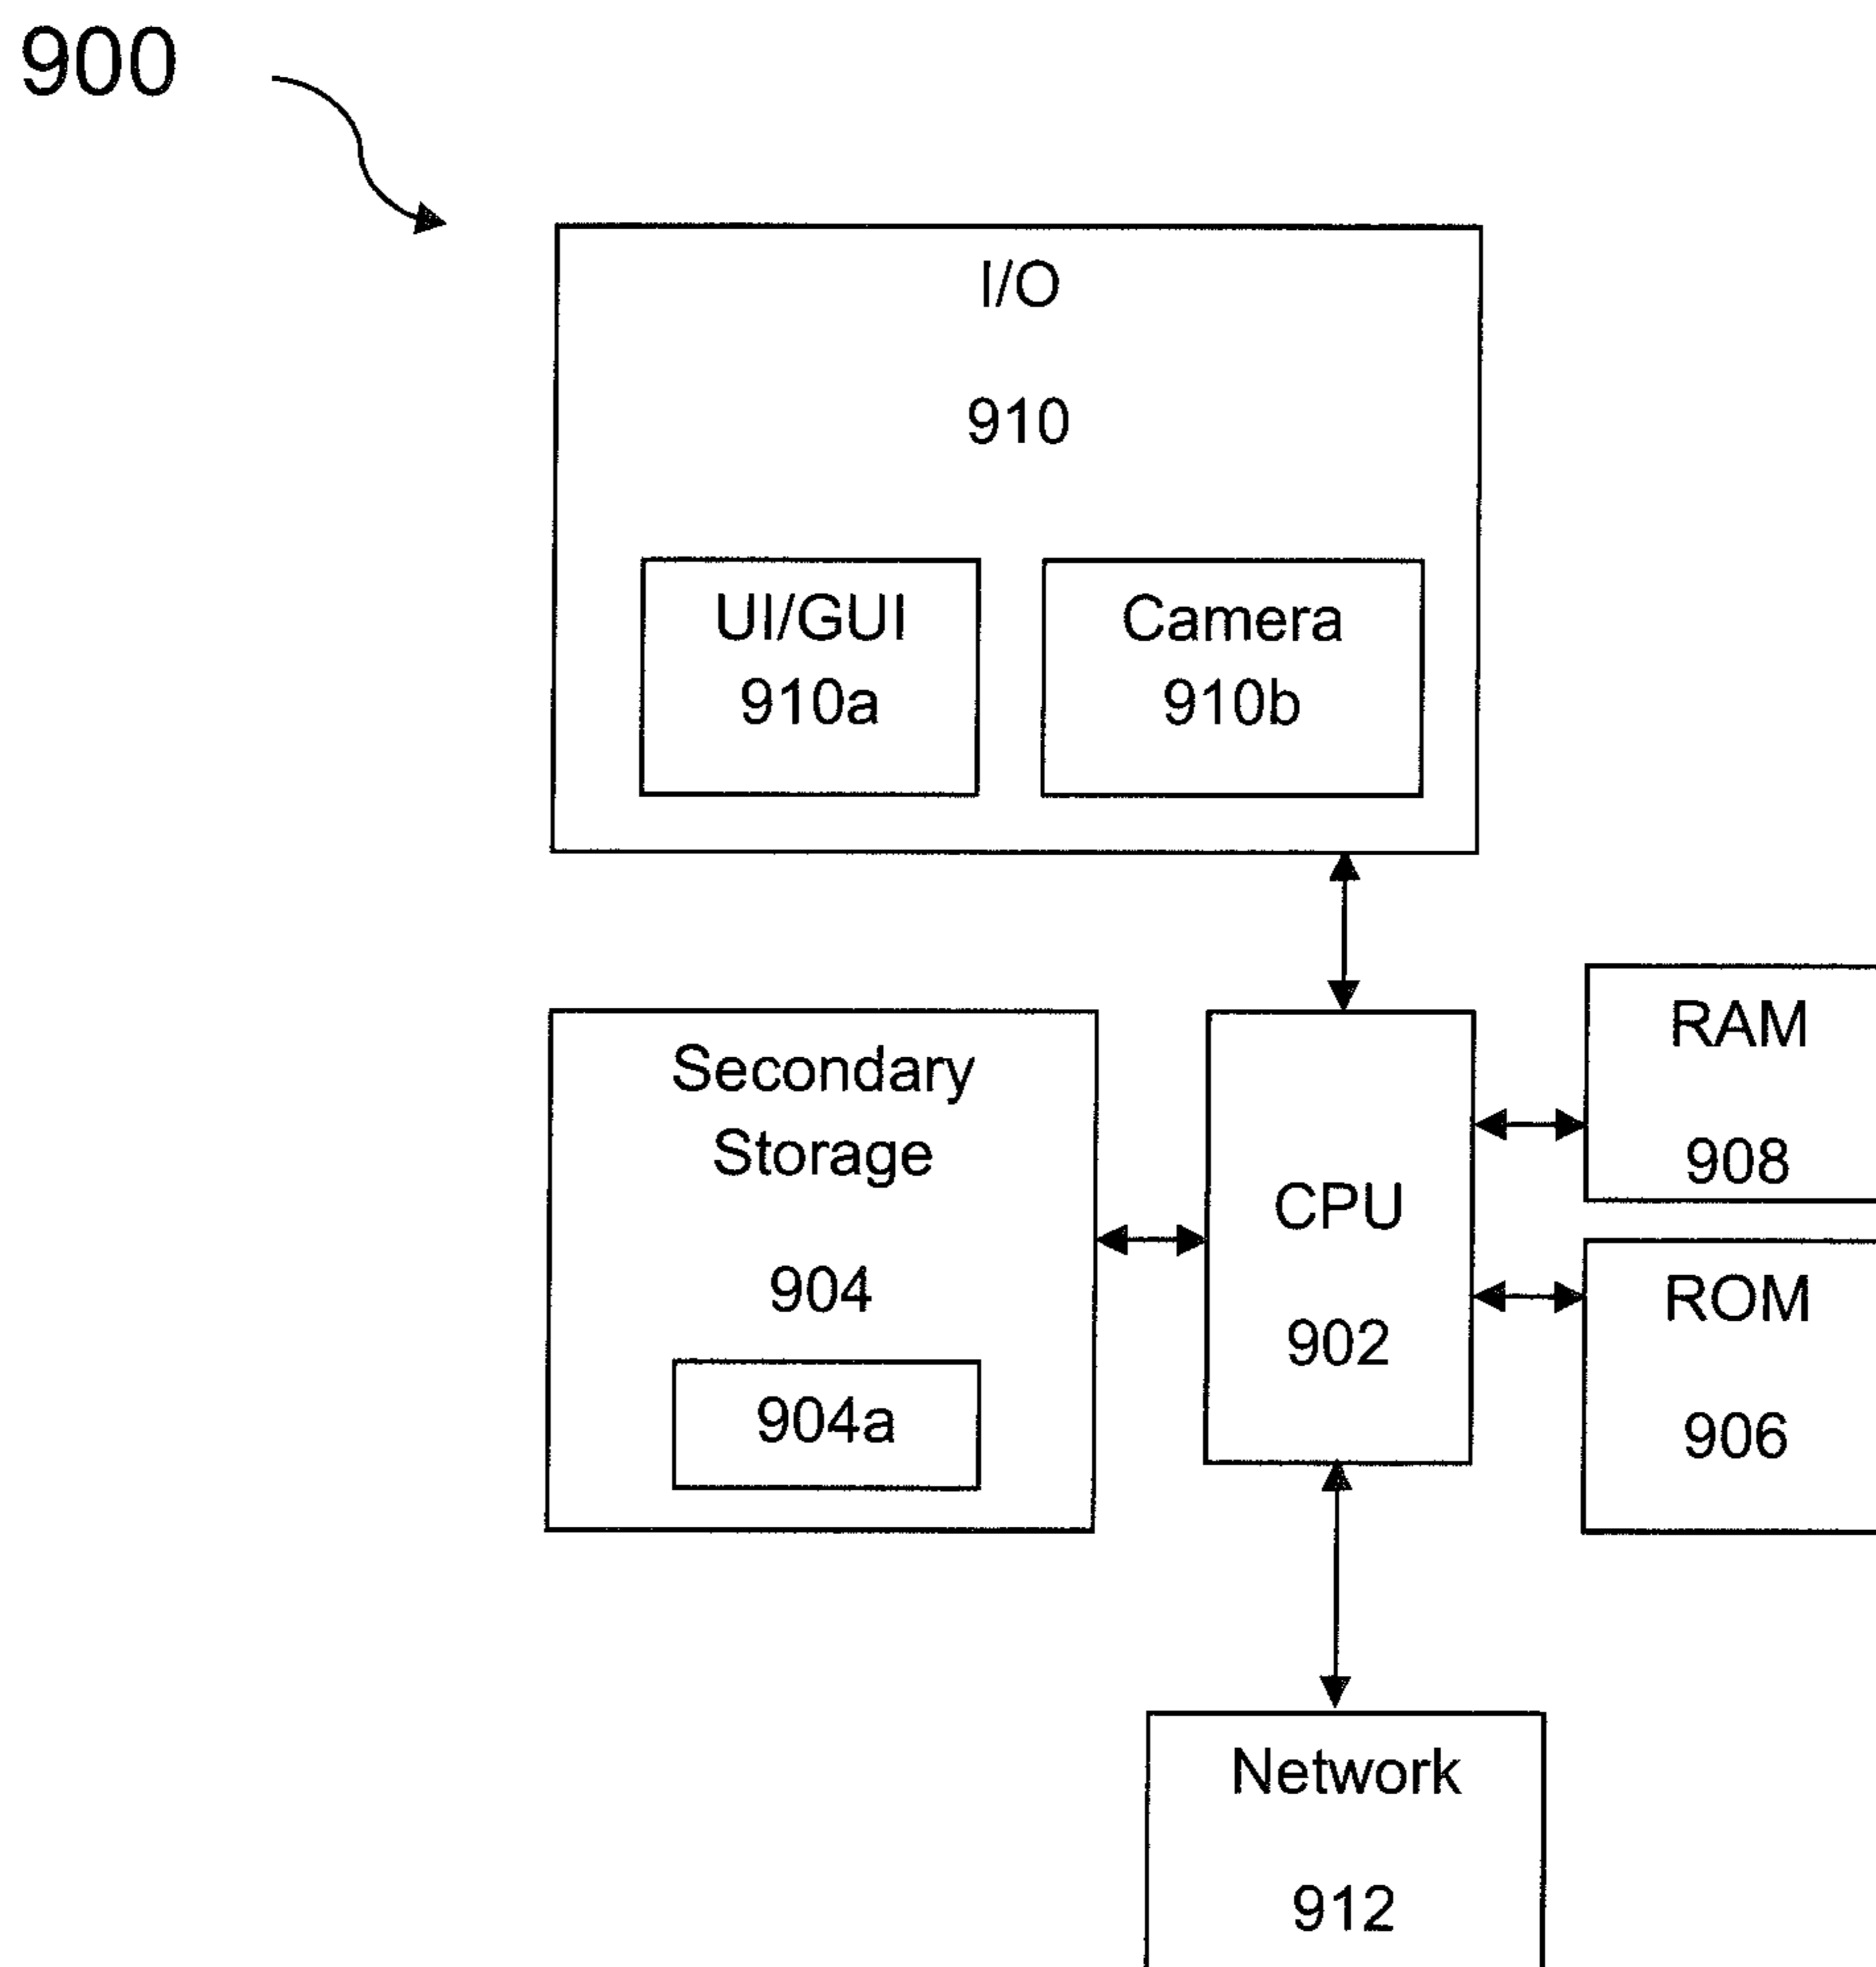 900
I/O
910
UI/GUI
910a
Camera
910b
Secondary
Storage
904
904a
CPU
902
RAM
908
ROM
906
Network
912